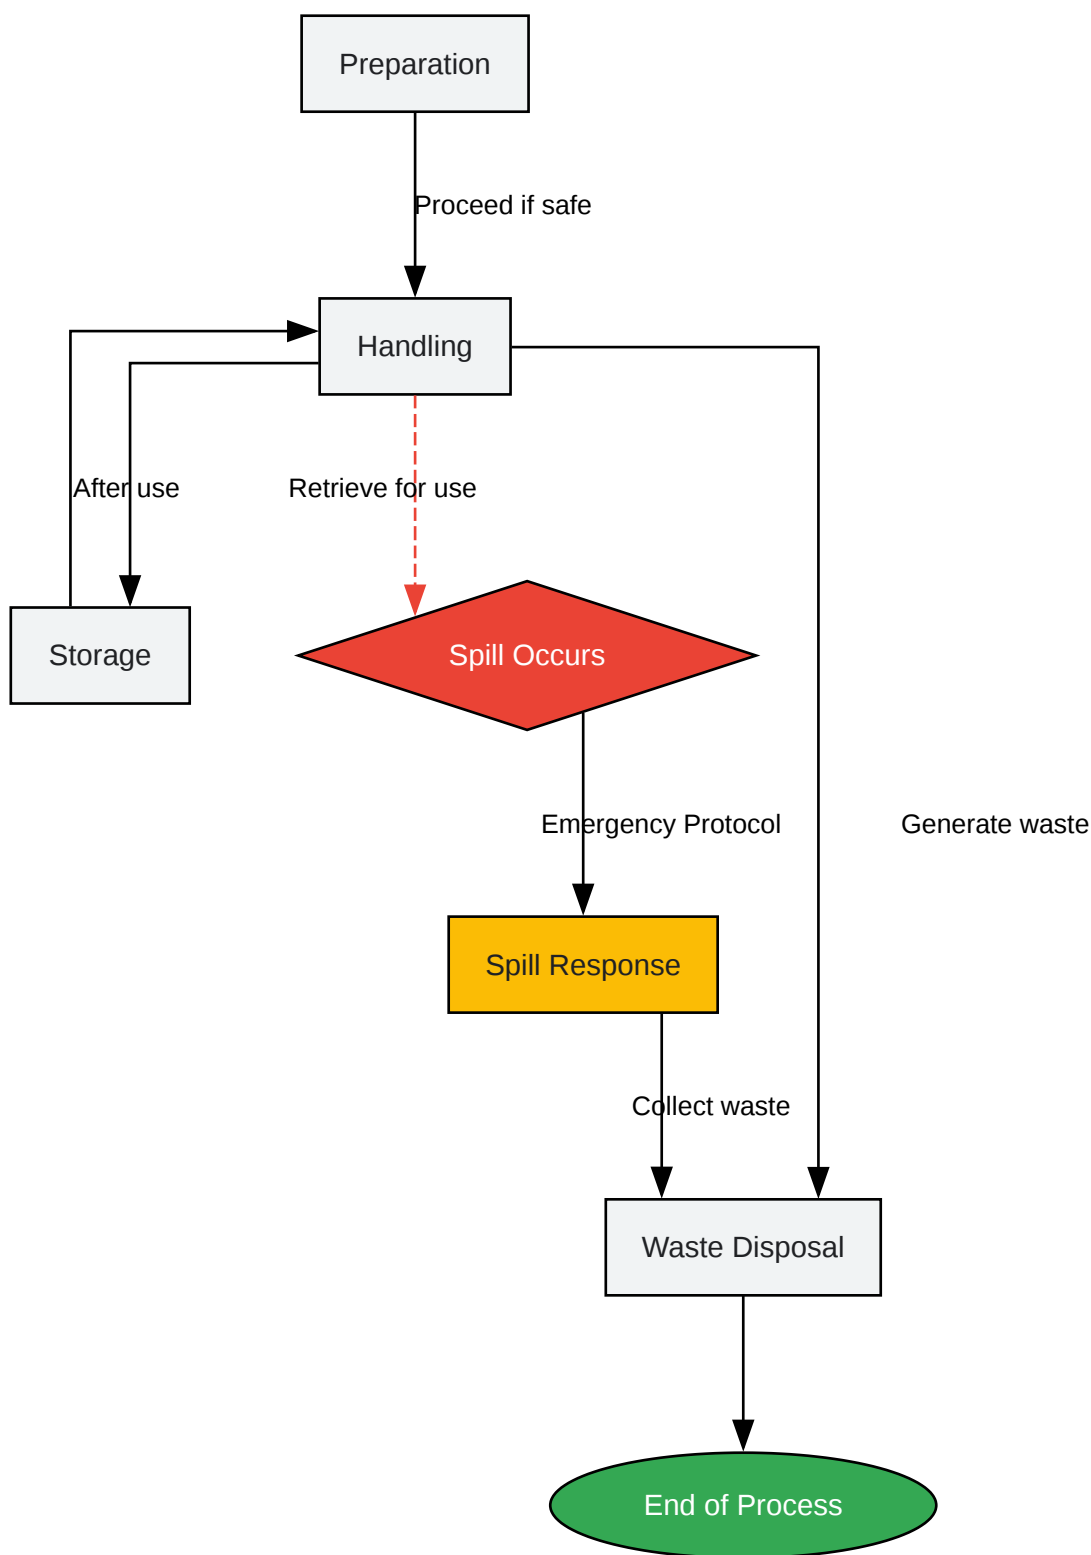 Preparation
Proceed if safe
Handling
After use
Retrieve for use
Storage
Spill Occurs
Emergency Protocol
Generate waste
Spill Response
Collect waste
Waste Disposal
End of Process